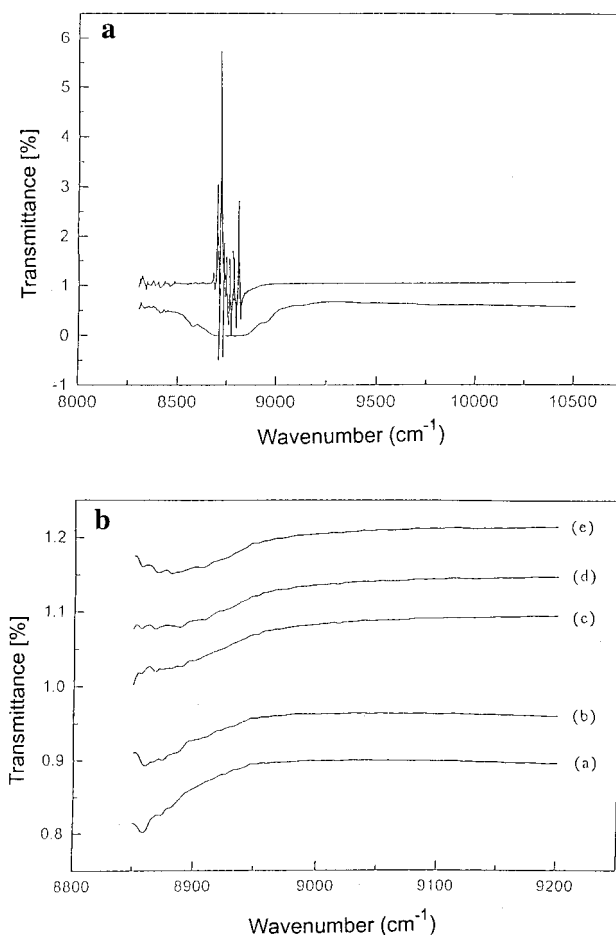 a
6
5
4
3
2
1
0
-1
Transmittance [%]
8000 8500 9000 9500 10000 10500
Wavenumber (cm⁻¹)
b
1.2
1.1
1.0
0.9
0.8
Transmittance [%]
(e)
(d)
(c)
(b)
(a)
8800 8900 9000 9100 9200
Wavenumber (cm⁻¹)